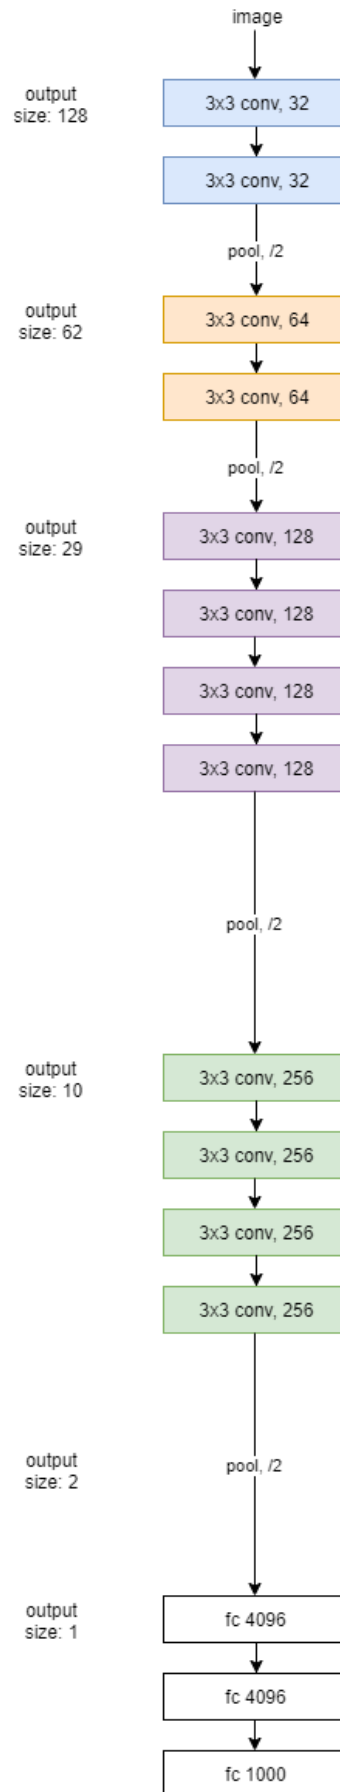 image
output
size: 128
3x3 conv, 32
3x3 conv, 32
pool, /2
output
size: 62
3x3 conv, 64
3x3 conv, 64
pool, /2
output
size: 29
3x3 conv, 128
3x3 conv, 128
3x3 conv, 128
3x3 conv, 128
pool, /2
output
size: 10
3x3 conv, 256
3x3 conv, 256
3x3 conv, 256
3x3 conv, 256
output
size: 2
pool, /2
output
size: 1
fc 4096
fc 4096
fc 1000